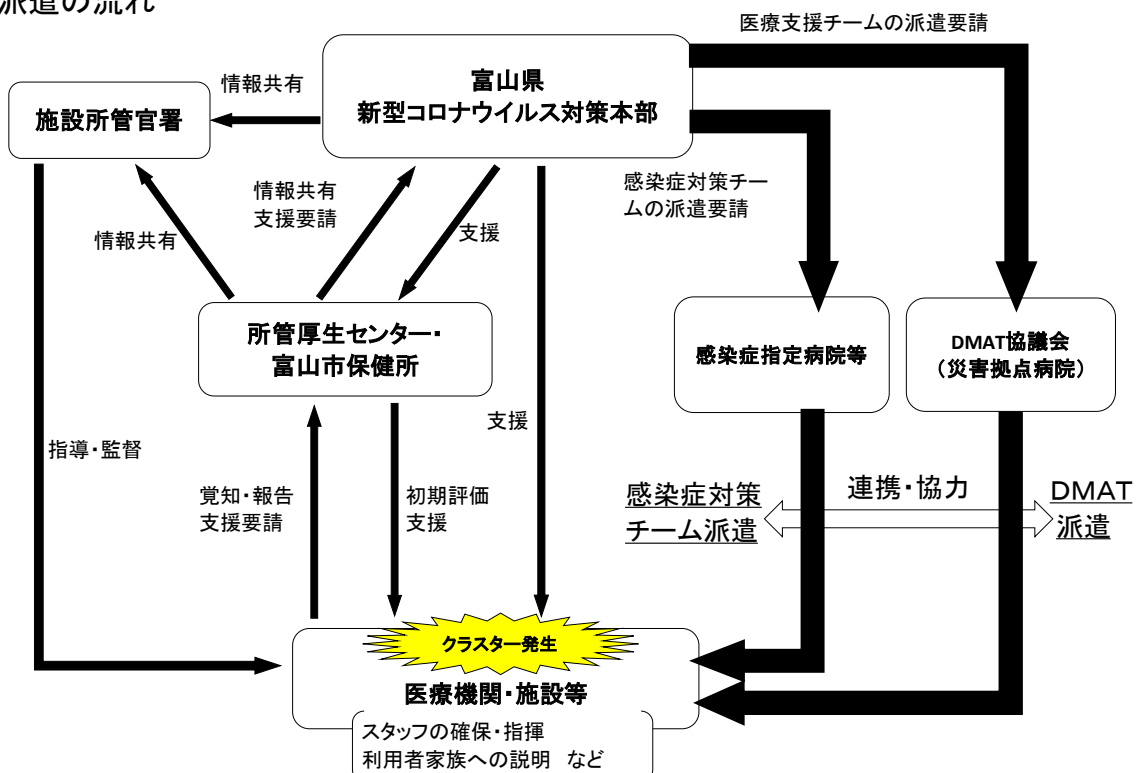 派遣の流れ
医療支援チームの派遣要請
富山県
新型コロナウイルス対策本部
情報共有
施設所管官署
感染症対策チー
ムの派遣要請
情報共有
支援要請
情報共有
支援
所管厚生センター・
富山市保健所
感染症指定病院等
DMAT協議会
（災害拠点病院）
支援
指導・監督
覚知・報告
支援要請
初期評価
支援
連携・協力
感染症対策
チーム派遣
DMAT
派遣
クラスター発生
医療機関・施設等
スタッフの確保・指揮
利用者家族への説明　など